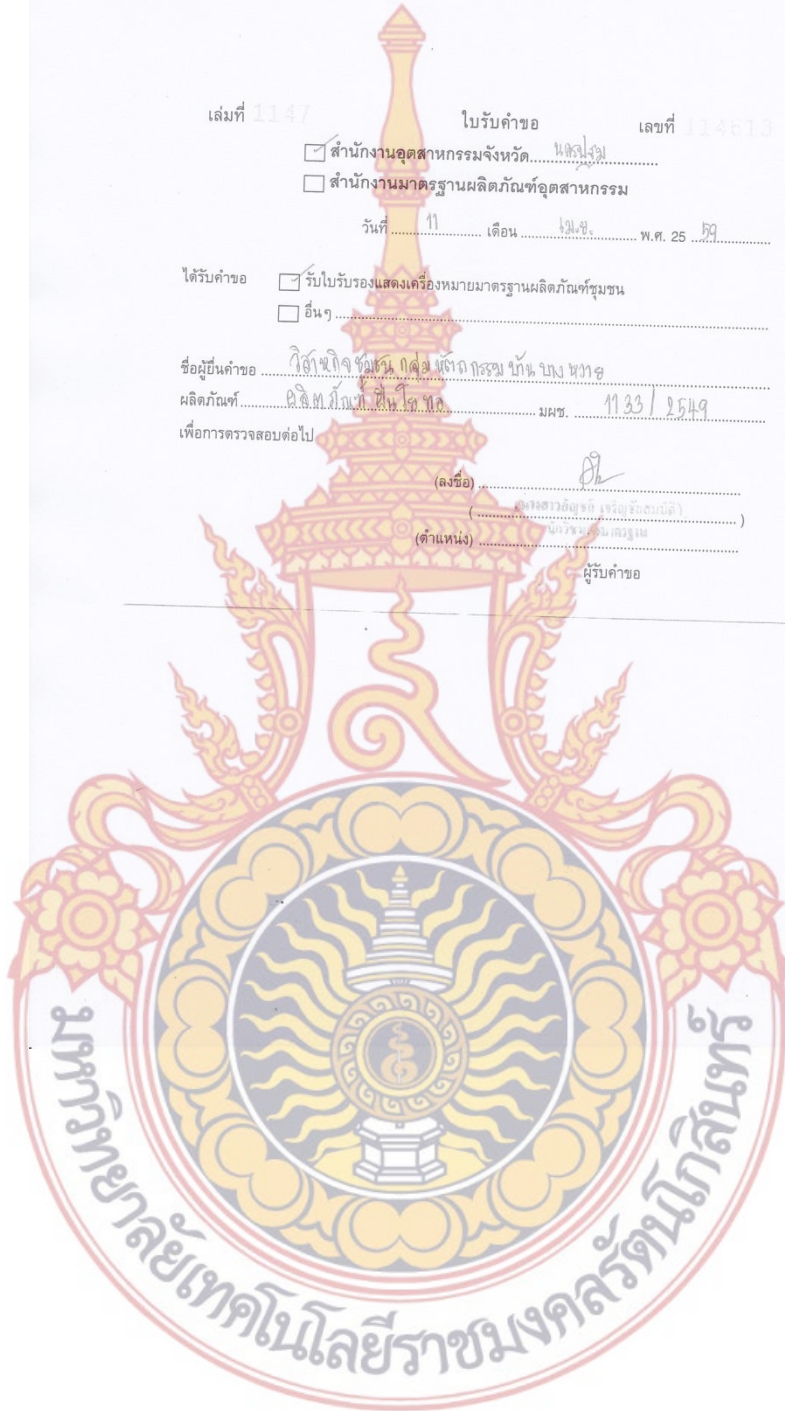 เล่มที่ 1147 ใบรับคำขอ เลขที่ 114613
สำนักงานอุตสาหกรรมจังหวัด นครปฐม
สำนักงานมาตรฐานผลิตภัณฑ์อุตสาหกรรม
วันที่ 11 เดือน เม.ย. พ.ศ. 25 59
ได้รับคำขอ รับใบรับรองแสดงเครื่องหมายมาตรฐานผลิตภัณฑ์ชุมชน
อื่นๆ
ชื่อผู้ยื่นคำขอ วิสาหกิจชุมชน กลุ่ม หัตถกรรม บ้าน บาง หวาย
ผลิตภัณฑ์ ผลิตภัณฑ์ ผืนใยทอ มผช. 1133 / 2549
เพื่อการตรวจสอบต่อไป
(ลงชื่อ)
( )
(ตำแหน่ง)
ผู้รับคำขอ
มหาวิทยาลัยเทคโนโลยีราชมงคลรัตนโกสินทร์